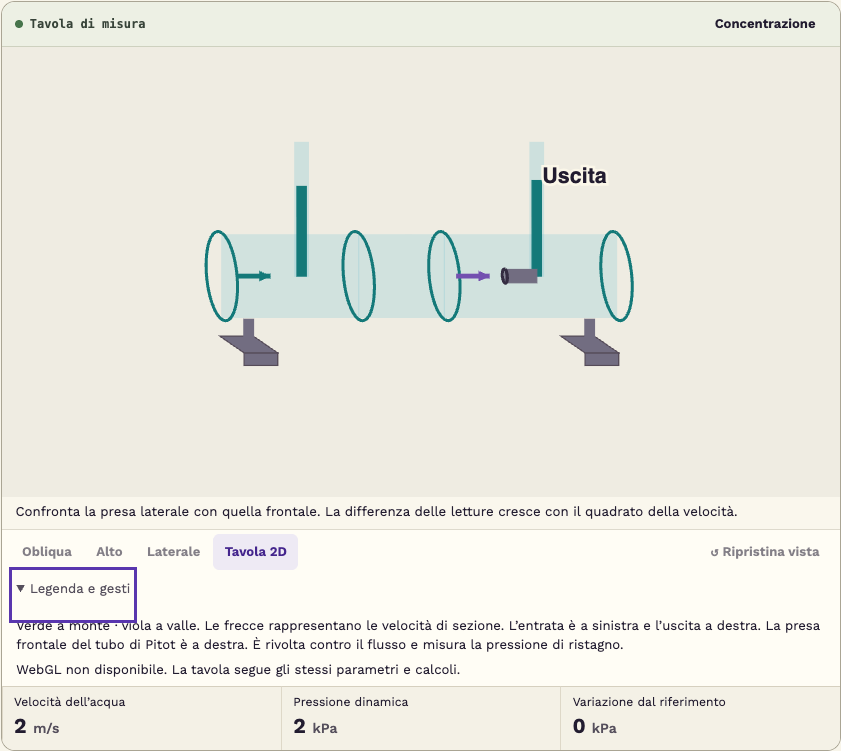 Tavola di misura
Concentrazione
Uscita
Confronta la presa laterale con quella frontale. La differenza delle letture cresce con il quadrato della velocità.
Obliqua
Alto
Laterale
Tavola 2D
↺ Ripristina vista
▼ Legenda e gesti
Verde a monte · viola a valle. Le frecce rappresentano le velocità di sezione. L’entrata è a sinistra e l’uscita a destra. La presa
frontale del tubo di Pitot è a destra. È rivolta contro il flusso e misura la pressione di ristagno.
WebGL non disponibile. La tavola segue gli stessi parametri e calcoli.
Velocità dell’acqua
2 m/s
Pressione dinamica
2 kPa
Variazione dal riferimento
0 kPa